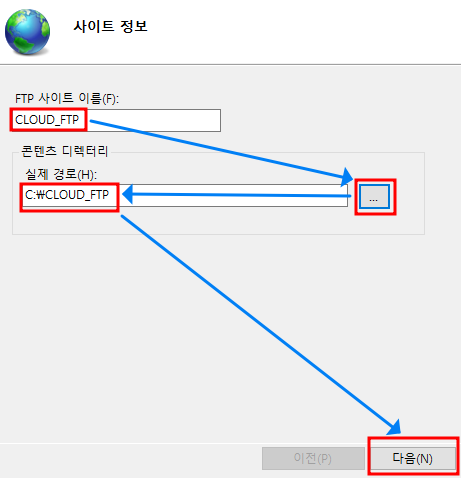 사이트 정보
FTP 사이트 이름(F):
CLOUD_FTP
콘텐츠 디렉터리
실제 경로(H):
C:₩CLOUD_FTP
...
이전(P)
다음(N)